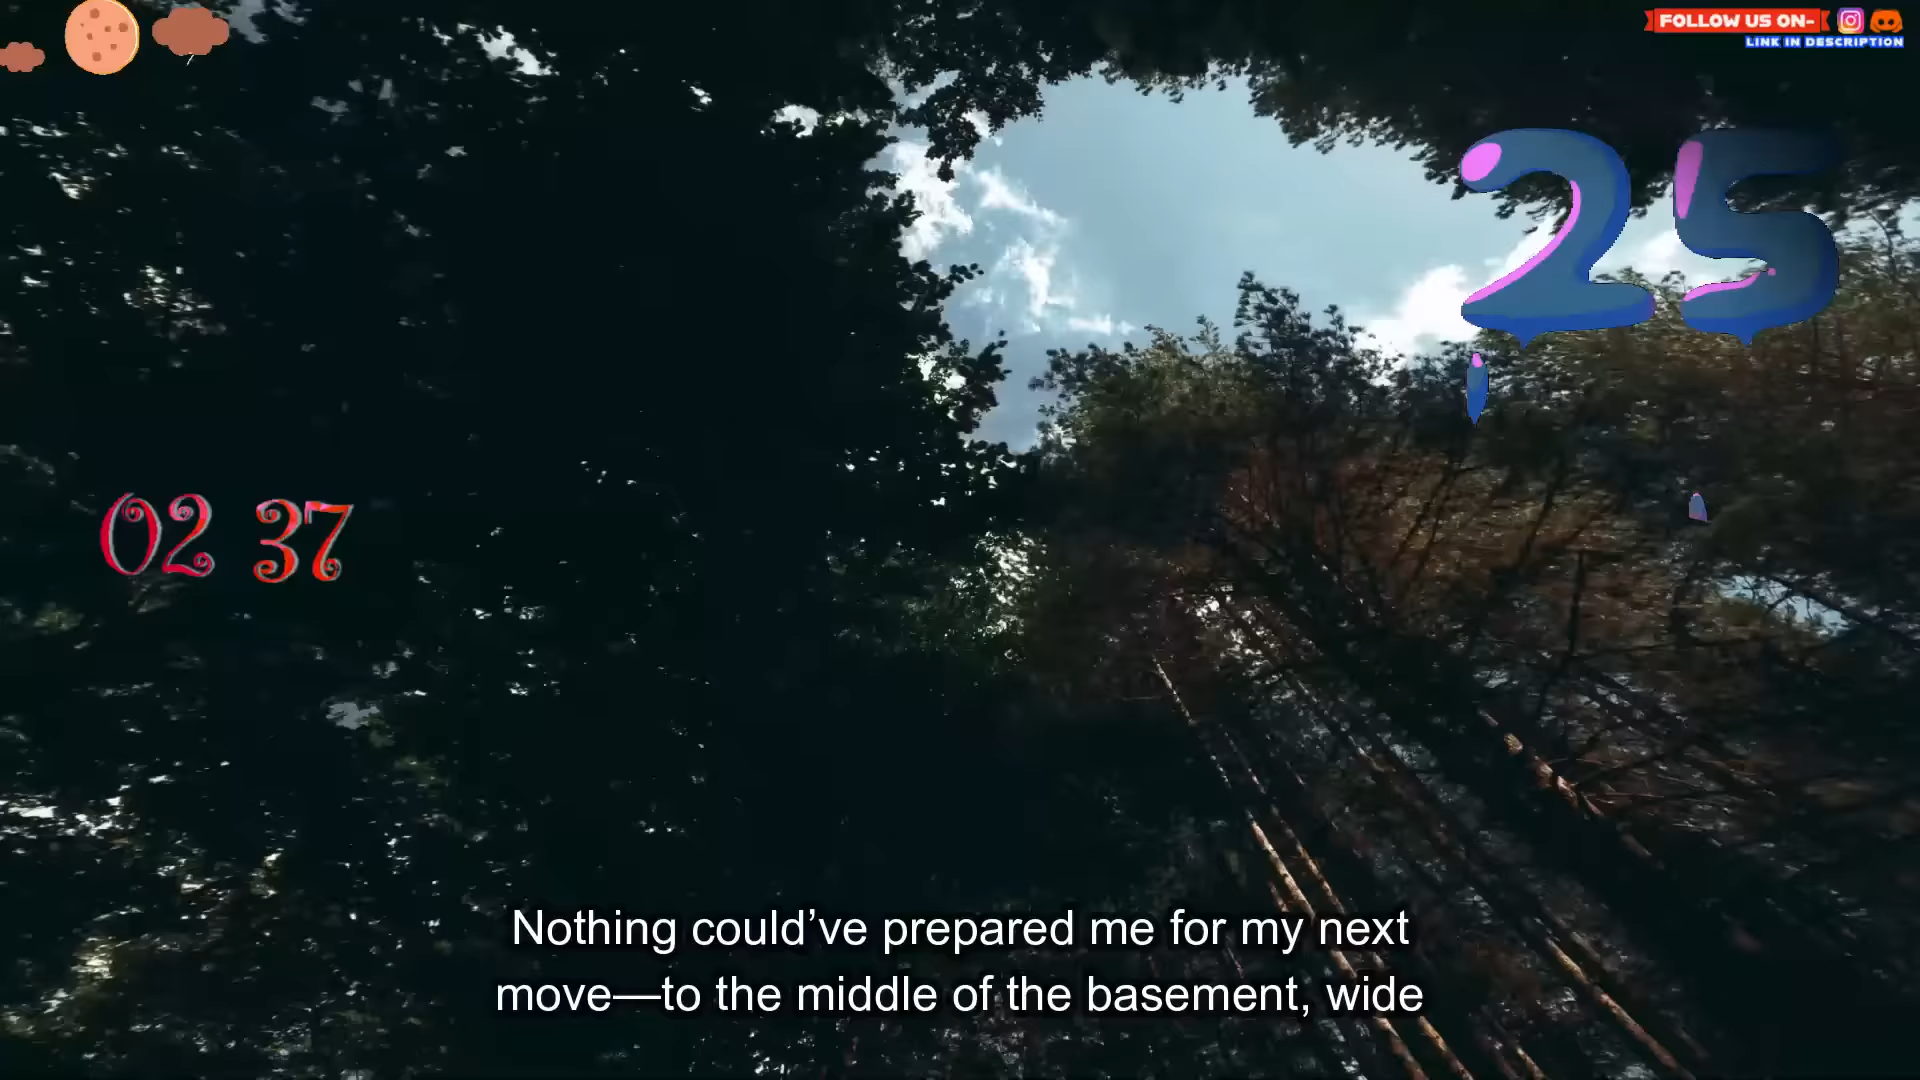 FOLLOW US ON-
LINK IN DESCRIPTION
25
02 37
Nothing could’ve prepared me for my next
move—to the middle of the basement, wide